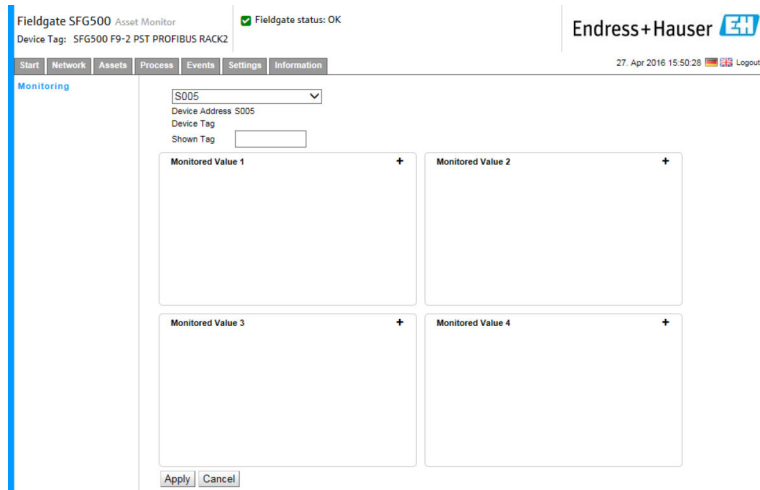 Fieldgate SFG500 Asset Monitor
Device Tag: SFG500 F9-2 PST PROFIBUS RACK2
Fieldgate status: OK
Endress+Hauser EH
Start Network Assets Process Events Settings Information
27. Apr 2016 15:50:28 Logout
Monitoring
S005
Device Address S005
Device Tag
Shown Tag
Monitored Value 1 +
Monitored Value 2 +
Monitored Value 3 +
Monitored Value 4 +
Apply Cancel